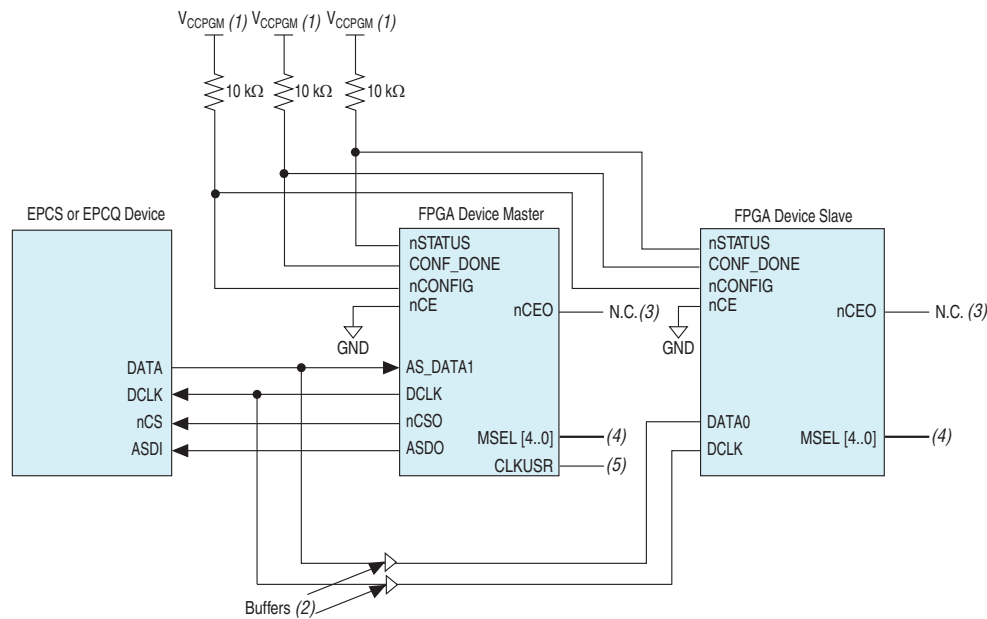 VCCPGM (1) VCCPGM (1) VCCPGM (1)
10 kΩ 10 kΩ 10 kΩ
EPCS or EPCQ Device
DATA
DCLK
nCS
ASDI
FPGA Device Master
nSTATUS
CONF_DONE
nCONFIG
nCE
nCEO
N.C. (3)
GND
AS_DATA1
DCLK
nCSO
ASDO
MSEL [4..0]
(4)
CLKUSR
(5)
FPGA Device Slave
nSTATUS
CONF_DONE
nCONFIG
nCE
nCEO
N.C. (3)
GND
DATA0
DCLK
MSEL [4..0]
(4)
Buffers (2)